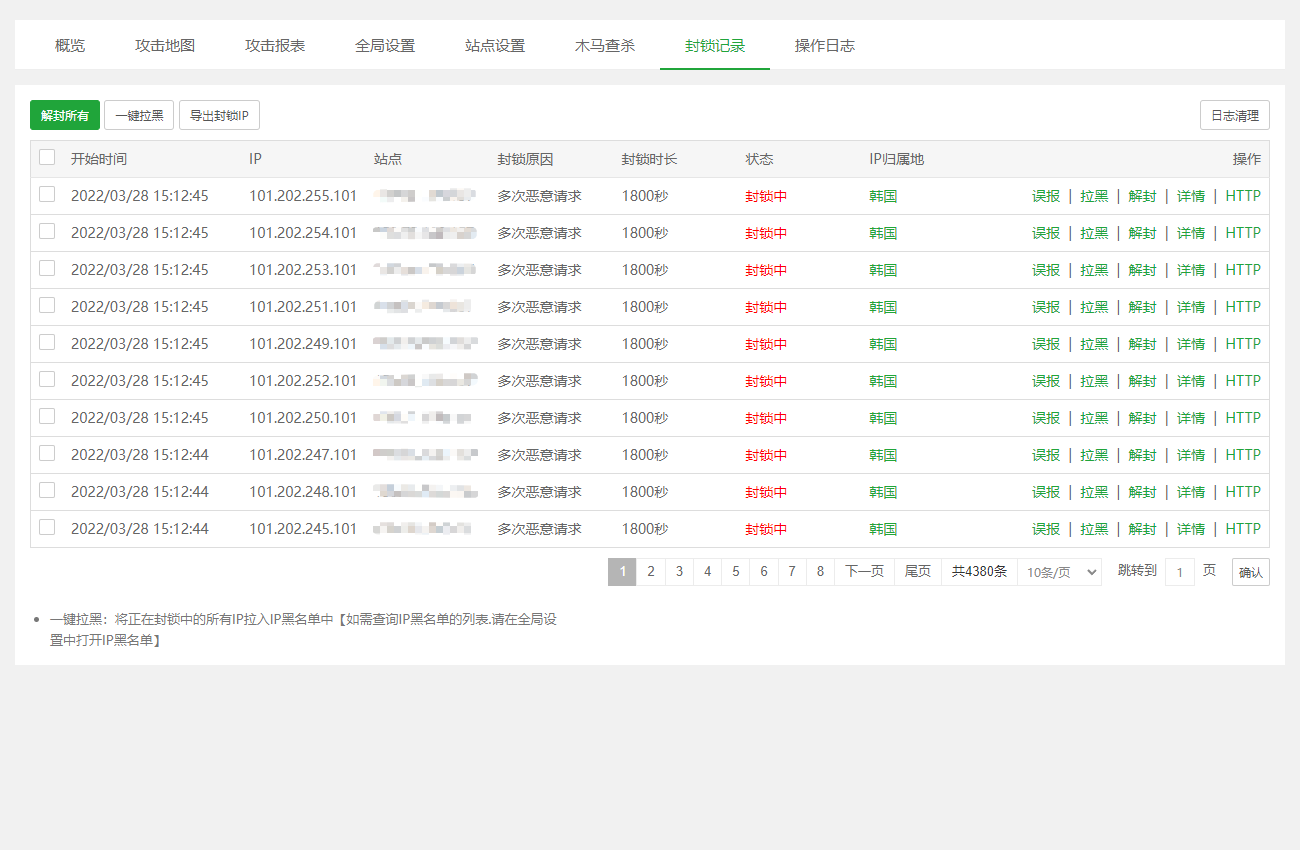 概览 攻击地图 攻击报表 全局设置 站点设置 木马查杀 封锁记录 操作日志
解封所有 一键拉黑 导出封锁IP 日志清理
开始时间 IP 站点 封锁原因 封锁时长 状态 IP归属地 操作
2022/03/28 15:12:45 101.202.255.101 多次恶意请求 1800秒 封锁中 韩国 误报 | 拉黑 | 解封 | 详情 | HTTP
2022/03/28 15:12:45 101.202.254.101 多次恶意请求 1800秒 封锁中 韩国 误报 | 拉黑 | 解封 | 详情 | HTTP
2022/03/28 15:12:45 101.202.253.101 多次恶意请求 1800秒 封锁中 韩国 误报 | 拉黑 | 解封 | 详情 | HTTP
2022/03/28 15:12:45 101.202.251.101 多次恶意请求 1800秒 封锁中 韩国 误报 | 拉黑 | 解封 | 详情 | HTTP
2022/03/28 15:12:45 101.202.249.101 多次恶意请求 1800秒 封锁中 韩国 误报 | 拉黑 | 解封 | 详情 | HTTP
2022/03/28 15:12:45 101.202.252.101 多次恶意请求 1800秒 封锁中 韩国 误报 | 拉黑 | 解封 | 详情 | HTTP
2022/03/28 15:12:45 101.202.250.101 多次恶意请求 1800秒 封锁中 韩国 误报 | 拉黑 | 解封 | 详情 | HTTP
2022/03/28 15:12:44 101.202.247.101 多次恶意请求 1800秒 封锁中 韩国 误报 | 拉黑 | 解封 | 详情 | HTTP
2022/03/28 15:12:44 101.202.248.101 多次恶意请求 1800秒 封锁中 韩国 误报 | 拉黑 | 解封 | 详情 | HTTP
2022/03/28 15:12:44 101.202.245.101 多次恶意请求 1800秒 封锁中 韩国 误报 | 拉黑 | 解封 | 详情 | HTTP
1 2 3 4 5 6 7 8 下一页 尾页 共4380条 10条/页 跳转到 1 页 确认
一键拉黑：将正在封锁中的所有IP拉入IP黑名单中【如需查询IP黑名单的列表.请在全局设
置中打开IP黑名单】